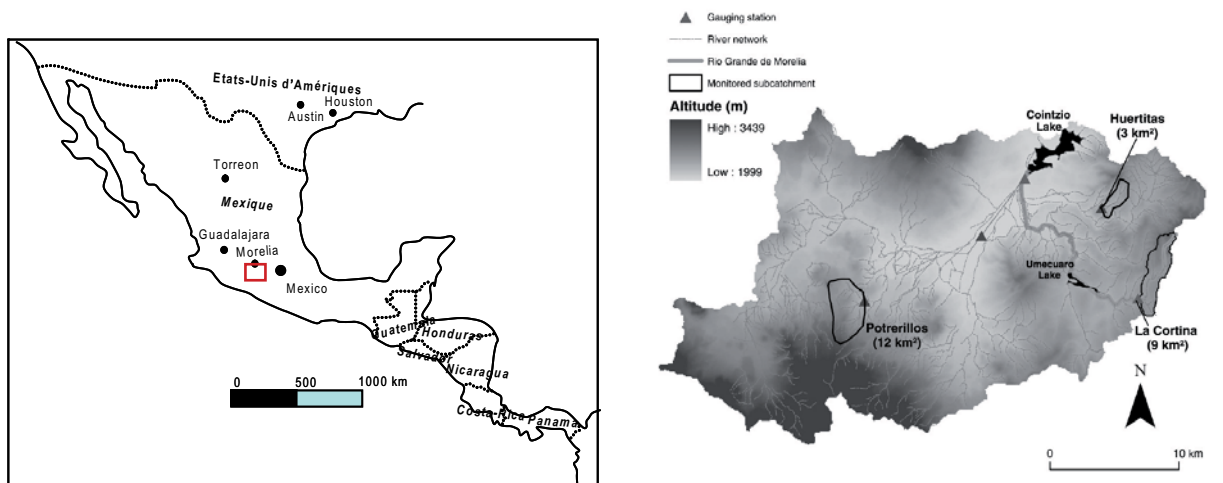 Etats-Unis d'Amériques
Houston
Austin
Torreon
Mexique
Guadalajara
Morelia
Mexico
Guatemala
Honduras
Salvador
Nicaragua
Costa-Rica
Panama
0 500 1000 km
Gauging station
River network
Rio Grande de Morelia
Monitored subcatchment
Altitude (m)
High : 3439
Low : 1999
Cointzio
Lake
Huertitas
(3 km²)
Umecuaro
Lake
Potrerillos
(12 km²)
La Cortina
(9 km²)
N
0 10 km